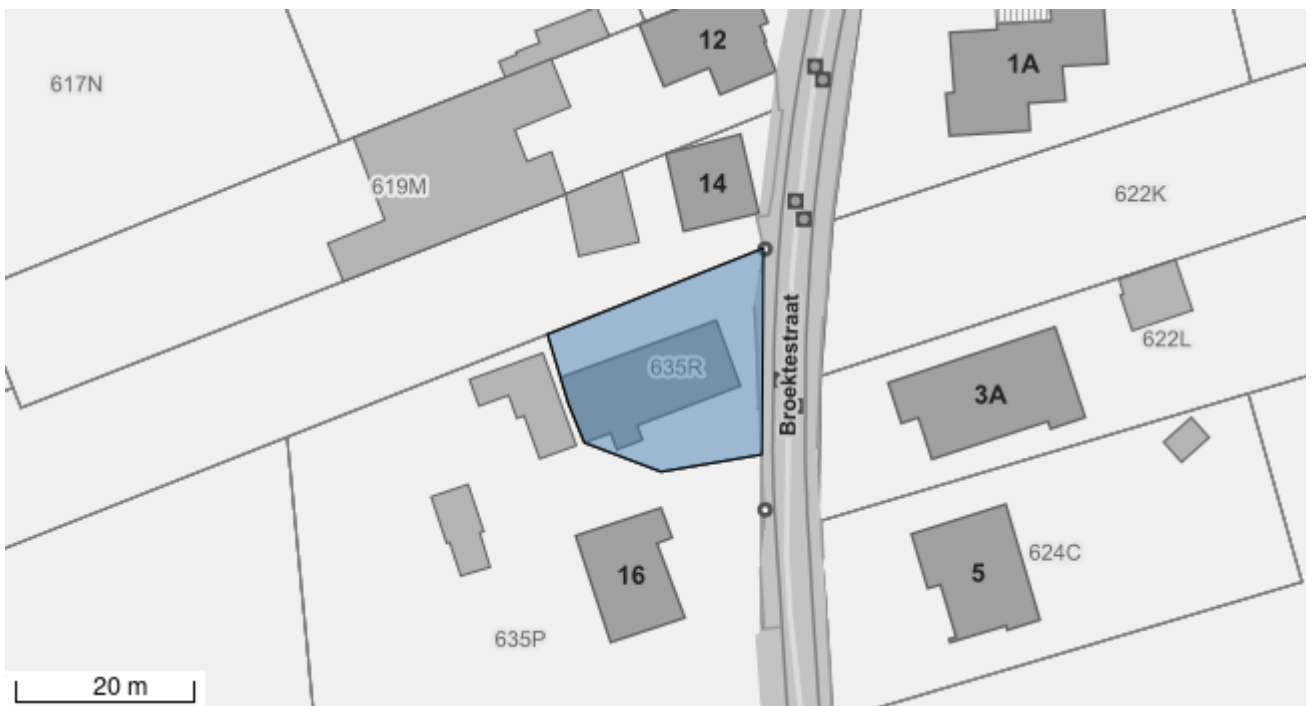 12
1A
617N
619M
14
622K
635R
Broektestraat
622L
3A
16
5
624C
635P
20 m